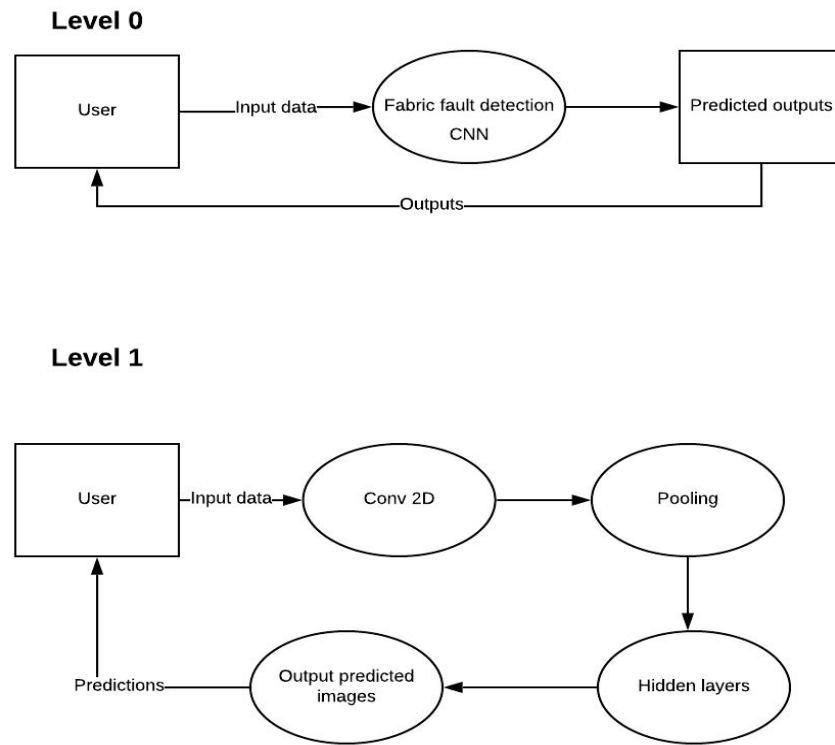 Level 0
User
Input data
Fabric fault detection
CNN
Predicted outputs
Outputs
Level 1
User
Input data
Conv 2D
Pooling
Predictions
Output predicted
images
Hidden layers